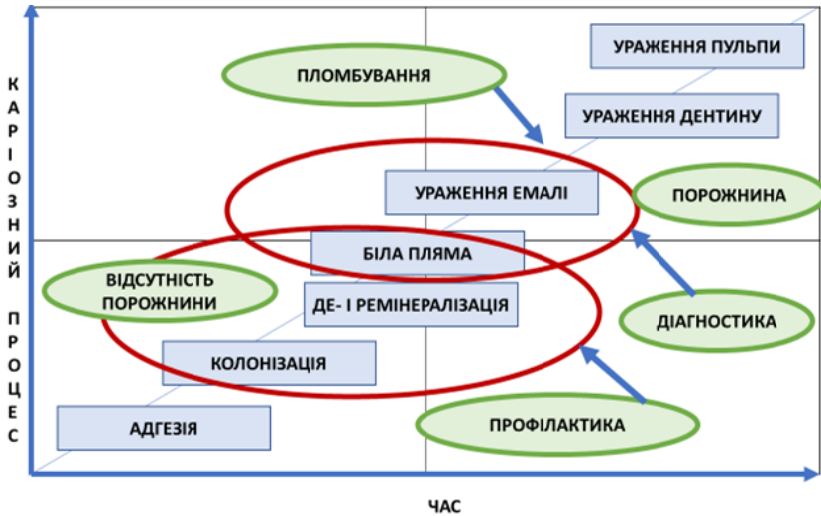 УРАЖЕННЯ ПУЛЬПИ
ПЛОМБУВАННЯ
УРАЖЕННЯ ДЕНТИНУ
УРАЖЕННЯ ЕМАЛІ
ПОРОЖНИНА
БІЛА ПЛЯМА
ВІДСУТНІСТЬ
ПОРОЖНИНИ
ДЕ- І РЕМІНЕРАЛІЗАЦІЯ
ДІАГНОСТИКА
КОЛОНІЗАЦІЯ
АДГЕЗІЯ
ПРОФІЛАКТИКА
КАРІОЗНИЙ ПРОЦЕС
ЧАС